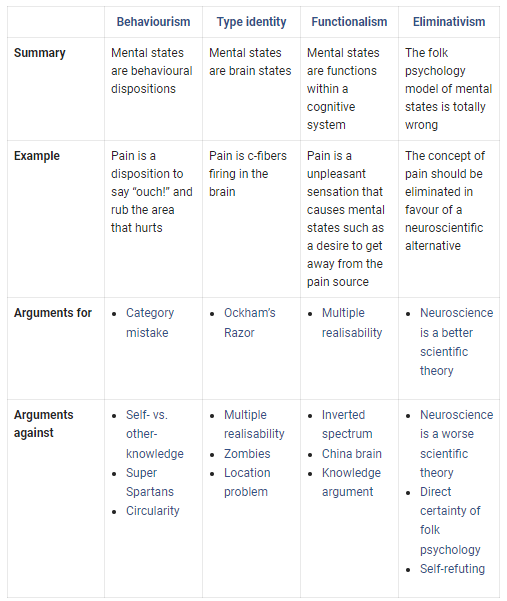 Behaviourism Type identity Functionalism Eliminativism
Summary
Mental states
are behavioural
dispositions
Mental states
are brain states
Mental states
are functions
within a
cognitive
system
The folk
psychology
model of mental
states is totally
wrong
Example
Pain is a
disposition to
say “ouch!” and
rub the area
that hurts
Pain is c-fibers
firing in the
brain
Pain is a
unpleasant
sensation that
causes mental
states such as
a desire to get
away from the
pain source
The concept of
pain should be
eliminated in
favour of a
neuroscientific
alternative
Arguments for
• Category
mistake
• Ockham’s
Razor
• Multiple
realisability
• Neuroscience
is a better
scientific
theory
Arguments
against
• Self- vs.
other-
knowledge
• Super
Spartans
• Circularity
• Multiple
realisability
• Zombies
• Location
problem
• Inverted
spectrum
• China brain
• Knowledge
argument
• Neuroscience
is a worse
scientific
theory
• Direct
certainty of
folk
psychology
• Self-refuting